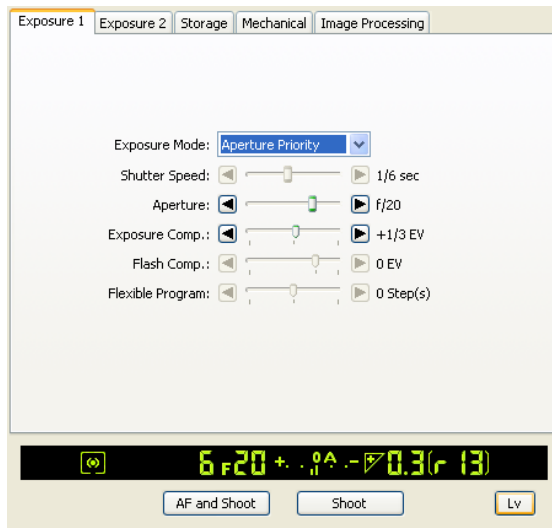 Exposure 1 Exposure 2 Storage Mechanical Image Processing
Exposure Mode: Aperture Priority
Shutter Speed: 1/6 sec
Aperture: f/20
Exposure Comp.: +1/3 EV
Flash Comp.: 0 EV
Flexible Program: 0 Step(s)
6 F20 + 0 - 0.3 (r 13)
AF and Shoot Shoot Lv